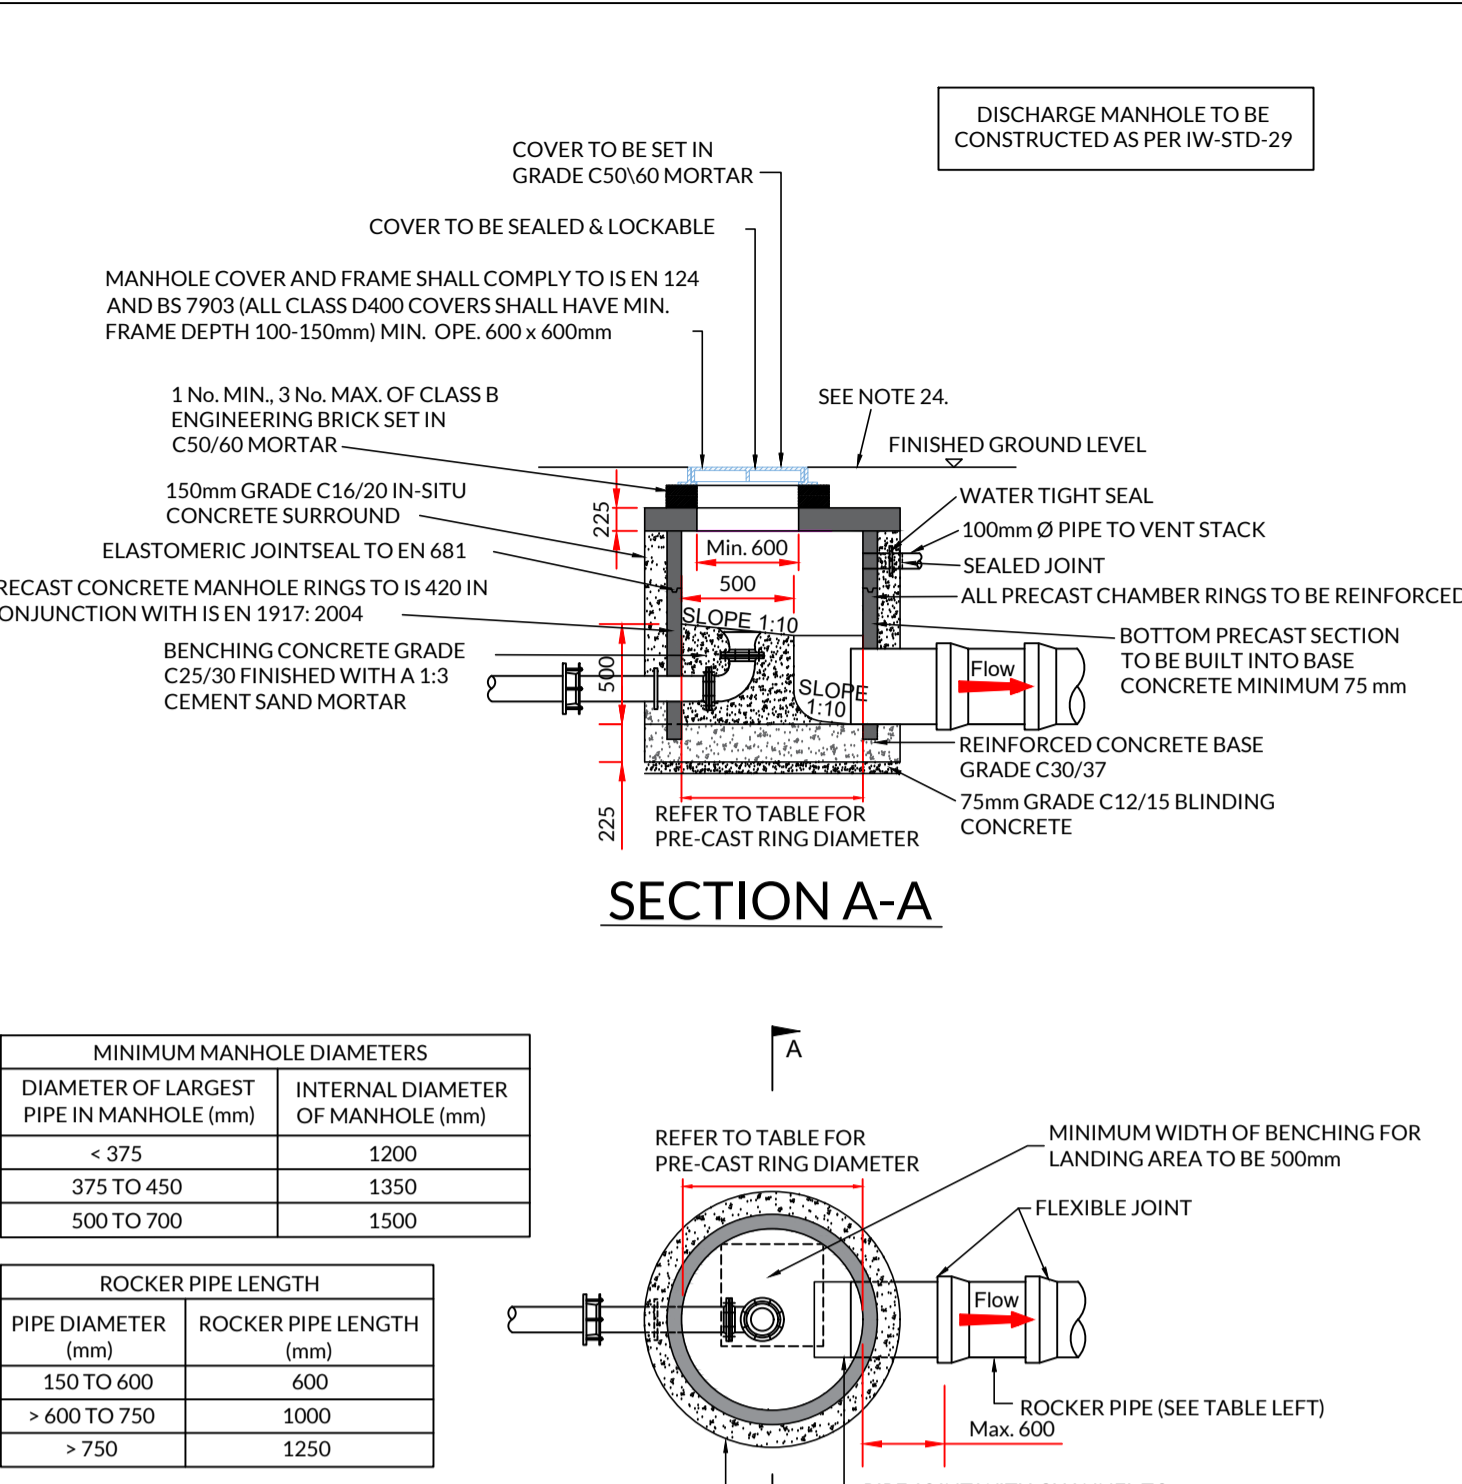 DISCHARGE MANHOLE TO BE
CONSTRUCTED AS PER IW-STD-29
COVER TO BE SET IN
GRADE C50\60 MORTAR
COVER TO BE SEALED & LOCKABLE
MANHOLE COVER AND FRAME SHALL COMPLY TO IS EN 124
AND BS 7903 (ALL CLASS D400 COVERS SHALL HAVE MIN.
FRAME DEPTH 100-150mm) MIN. OPE. 600 x 600mm
1 No. MIN., 3 No. MAX. OF CLASS B
ENGINEERING BRICK SET IN
C50/60 MORTAR
SEE NOTE 24.
FINISHED GROUND LEVEL
150mm GRADE C16/20 IN-SITU
CONCRETE SURROUND
ELASTOMERIC JOINTSEAL TO EN 681
RECAST CONCRETE MANHOLE RINGS TO IS 420 IN
ONJUNCTION WITH IS EN 1917: 2004
BENCHING CONCRETE GRADE
C25/30 FINISHED WITH A 1:3
CEMENT SAND MORTAR
225
Min. 600
500
SLOPE 1:10
500
SLOPE
1:10
225
WATER TIGHT SEAL
100mm Ø PIPE TO VENT STACK
SEALED JOINT
ALL PRECAST CHAMBER RINGS TO BE REINFORCED
BOTTOM PRECAST SECTION
TO BE BUILT INTO BASE
CONCRETE MINIMUM 75 mm
Flow
REINFORCED CONCRETE BASE
GRADE C30/37
75mm GRADE C12/15 BLINDING
CONCRETE
REFER TO TABLE FOR
PRE-CAST RING DIAMETER
SECTION A-A
MINIMUM MANHOLE DIAMETERS
DIAMETER OF LARGEST
PIPE IN MANHOLE (mm)
INTERNAL DIAMETER
OF MANHOLE (mm)
< 375 1200
375 TO 450 1350
500 TO 700 1500
ROCKER PIPE LENGTH
PIPE DIAMETER
(mm)
ROCKER PIPE LENGTH
(mm)
150 TO 600 600
> 600 TO 750 1000
> 750 1250
A
REFER TO TABLE FOR
PRE-CAST RING DIAMETER
MINIMUM WIDTH OF BENCHING FOR
LANDING AREA TO BE 500mm
FLEXIBLE JOINT
Flow
ROCKER PIPE (SEE TABLE LEFT)
Max. 600